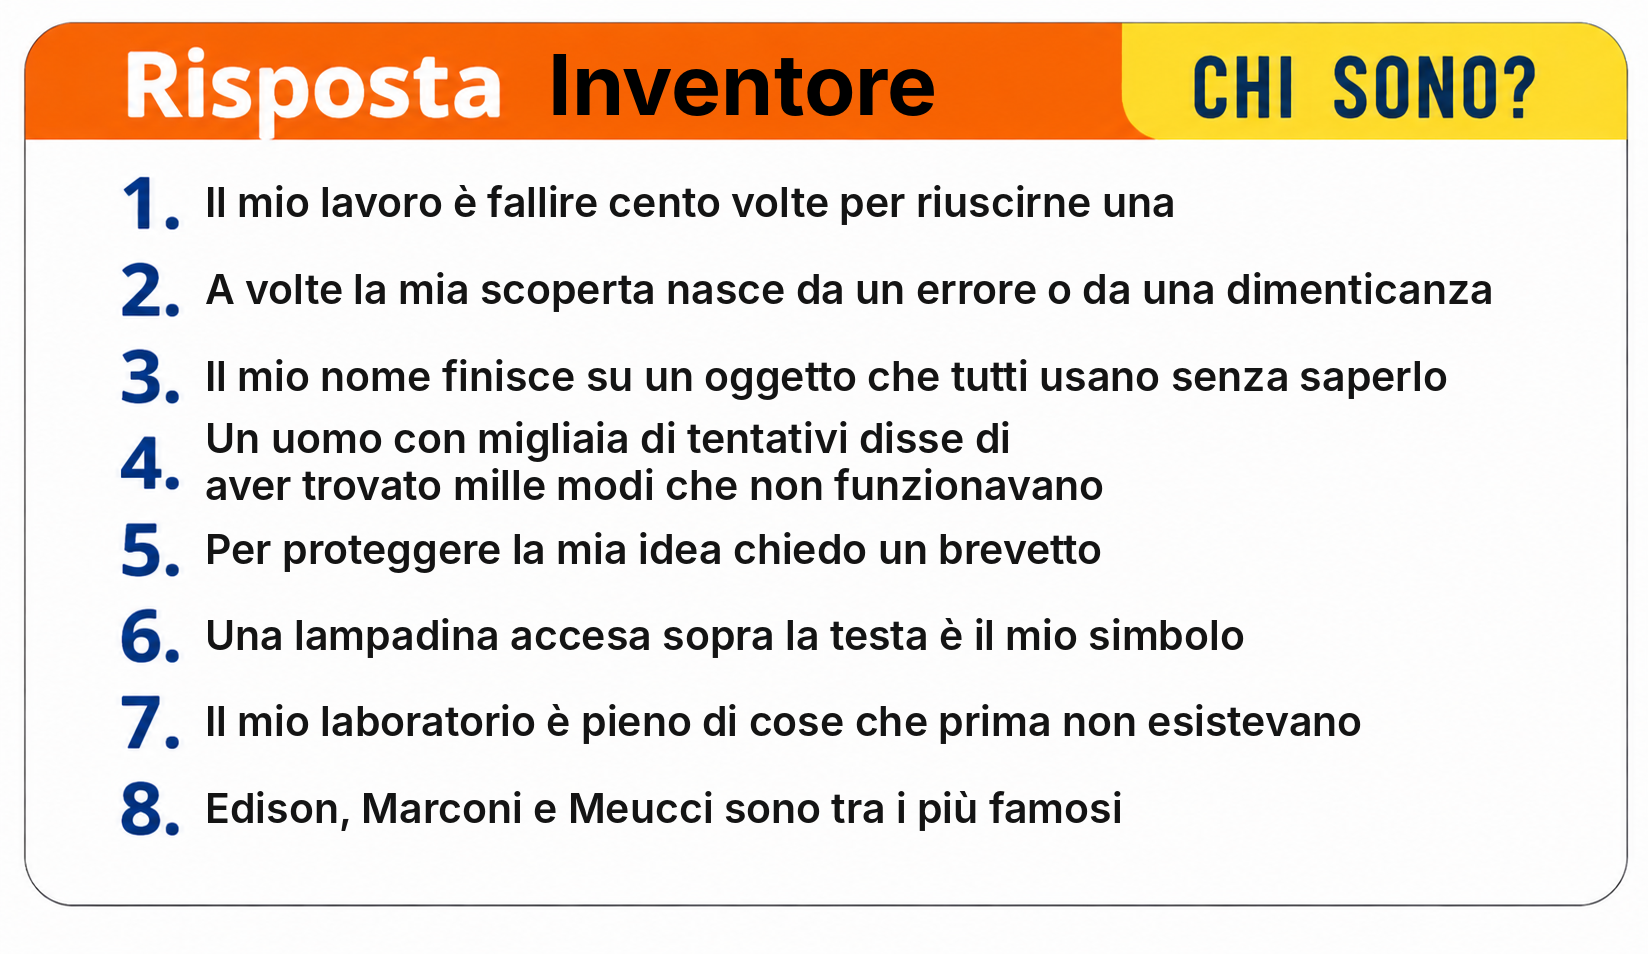 Risposta Inventore CHI SONO?
1. Il mio lavoro è fallire cento volte per riuscirne una
2. A volte la mia scoperta nasce da un errore o da una dimenticanza
3. Il mio nome finisce su un oggetto che tutti usano senza saperlo
4. Un uomo con migliaia di tentativi disse di
aver trovato mille modi che non funzionavano
5. Per proteggere la mia idea chiedo un brevetto
6. Una lampadina accesa sopra la testa è il mio simbolo
7. Il mio laboratorio è pieno di cose che prima non esistevano
8. Edison, Marconi e Meucci sono tra i più famosi